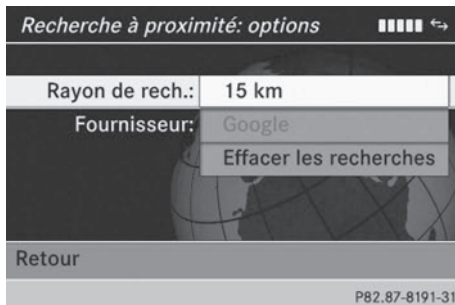 Recherche à proximité: options
Rayon de rech.: 15 km
Fournisseur: Google
Effacer les recherches
Retour
P82.87-8191-31